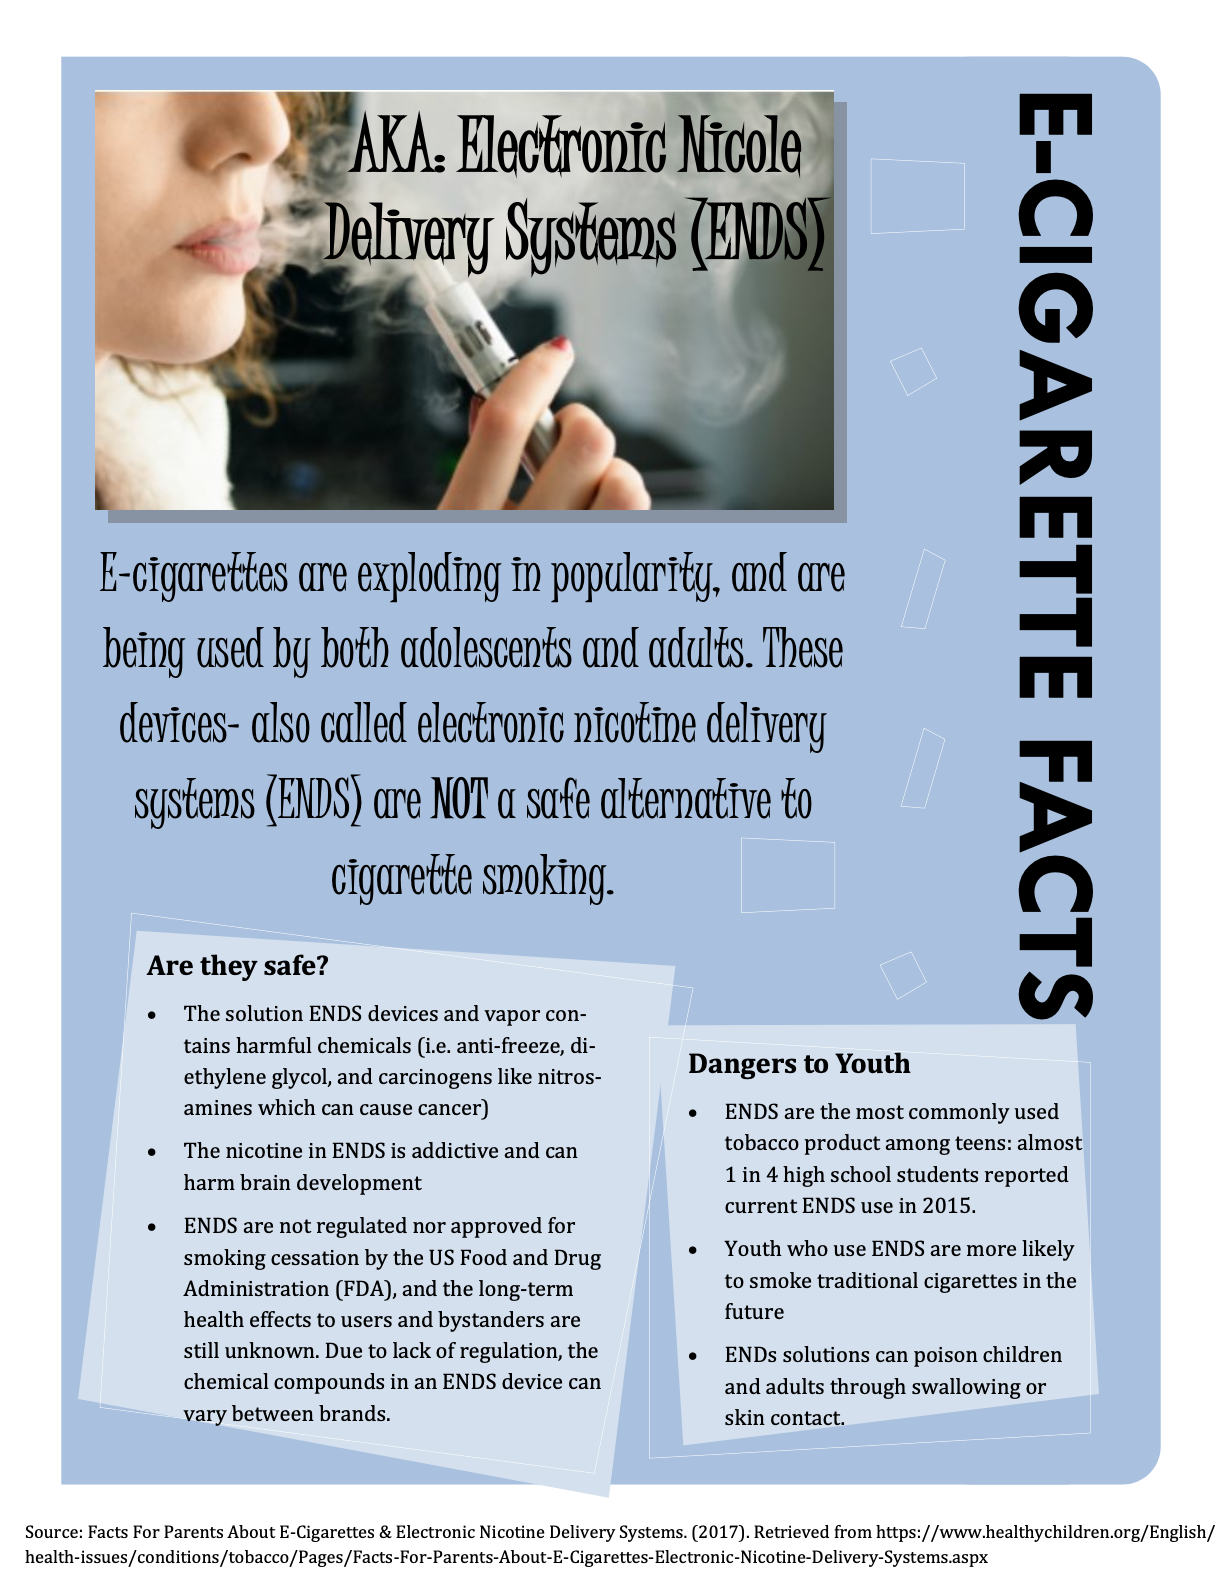 E-CIGARETTE FACTS
AKA: Electronic Nicole
Delivery Systems (ENDS)
E-cigarettes are exploding in popularity, and are
being used by both adolescents and adults. These
devices- also called electronic nicotine delivery
systems (ENDS) are NOT a safe alternative to
cigarette smoking.
Are they safe?
• The solution ENDS devices and vapor con-
tains harmful chemicals (i.e. anti-freeze, di-
ethylene glycol, and carcinogens like nitros-
amines which can cause cancer)
• The nicotine in ENDS is addictive and can
harm brain development
• ENDS are not regulated nor approved for
smoking cessation by the US Food and Drug
Administration (FDA), and the long-term
health effects to users and bystanders are
still unknown. Due to lack of regulation, the
chemical compounds in an ENDS device can
vary between brands.
Dangers to Youth
• ENDS are the most commonly used
tobacco product among teens: almost
1 in 4 high school students reported
current ENDS use in 2015.
• Youth who use ENDS are more likely
to smoke traditional cigarettes in the
future
• ENDs solutions can poison children
and adults through swallowing or
skin contact.
Source: Facts For Parents About E-Cigarettes & Electronic Nicotine Delivery Systems. (2017). Retrieved from https://www.healthychildren.org/English/
health-issues/conditions/tobacco/Pages/Facts-For-Parents-About-E-Cigarettes-Electronic-Nicotine-Delivery-Systems.aspx